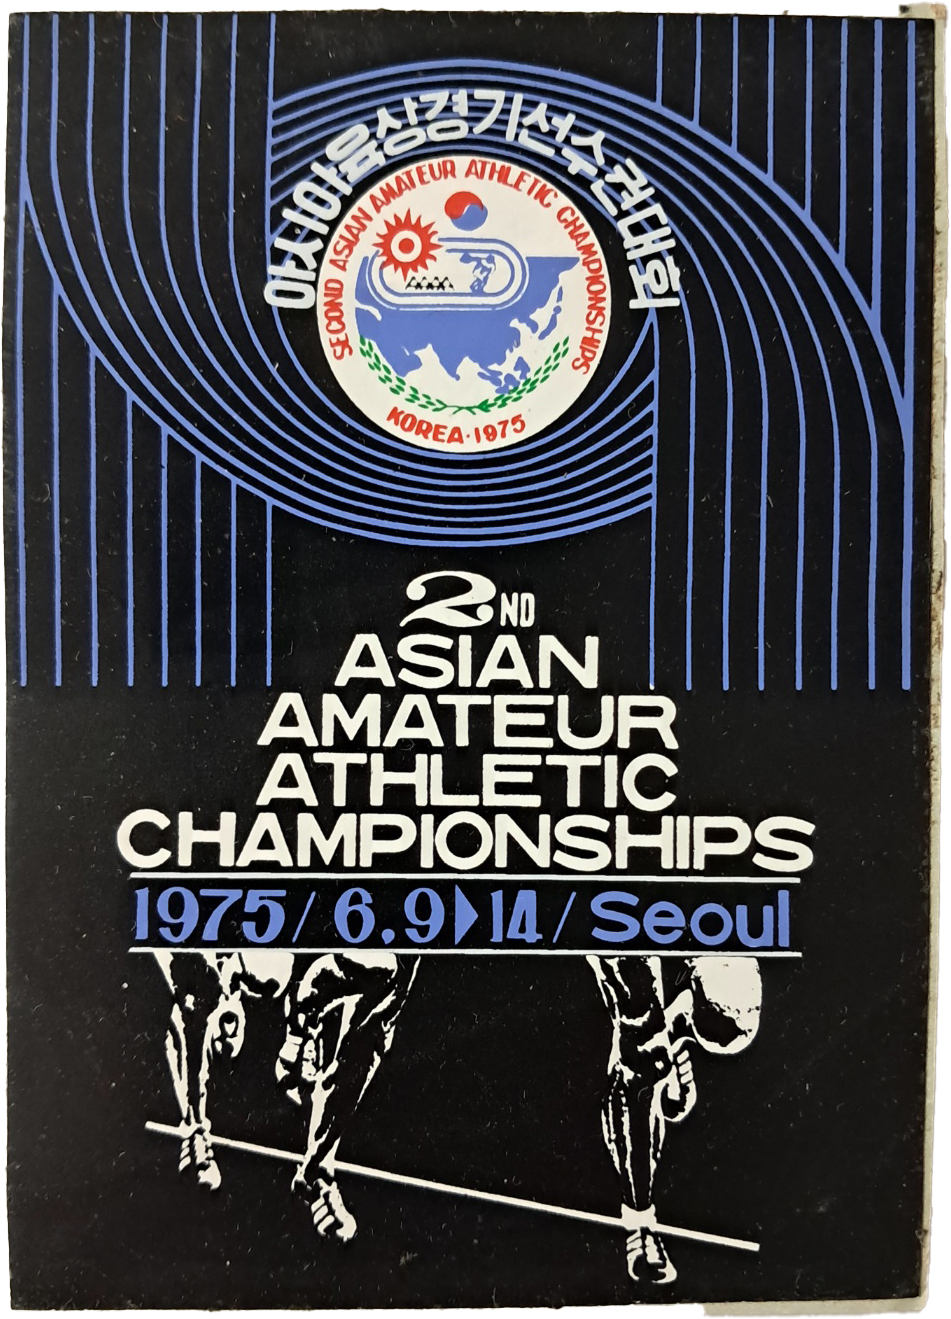 아시아육상경기선수권대회
SECOND ASIAN AMATEUR ATHLETIC CHAMPIONSHIPS
KOREA·1975
2ND
ASIAN
AMATEUR
ATHLETIC
CHAMPIONSHIPS
1975/ 6.9▶14/Seoul